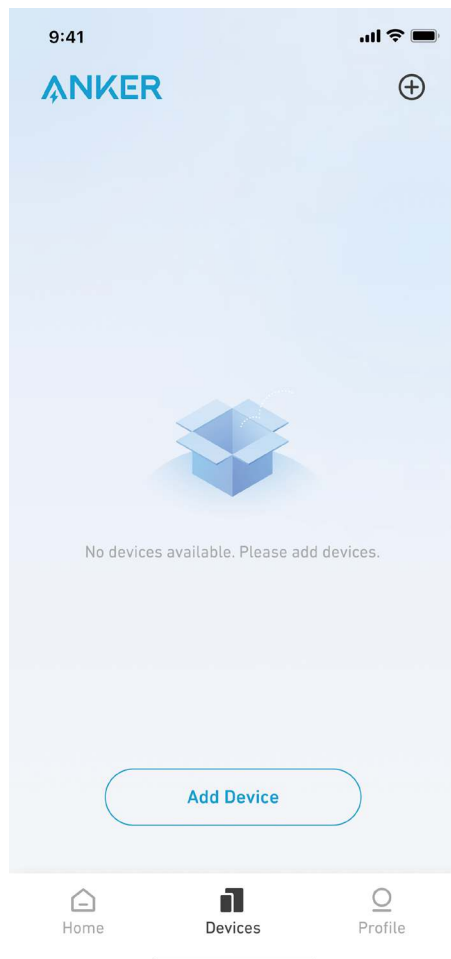 9:41
ANKER
No devices available. Please add devices.
Add Device
Home Devices Profile